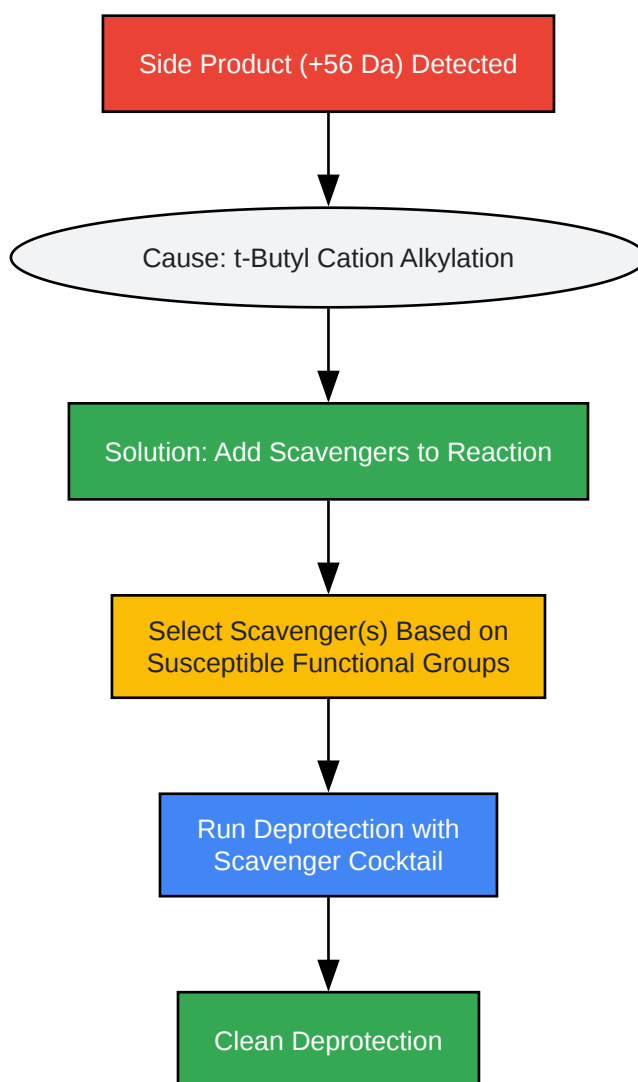 Side Product (+56 Da) Detected
Cause: t-Butyl Cation Alkylation
Solution: Add Scavengers to Reaction
Select Scavenger(s) Based on
Susceptible Functional Groups
Run Deprotection with
Scavenger Cocktail
Clean Deprotection